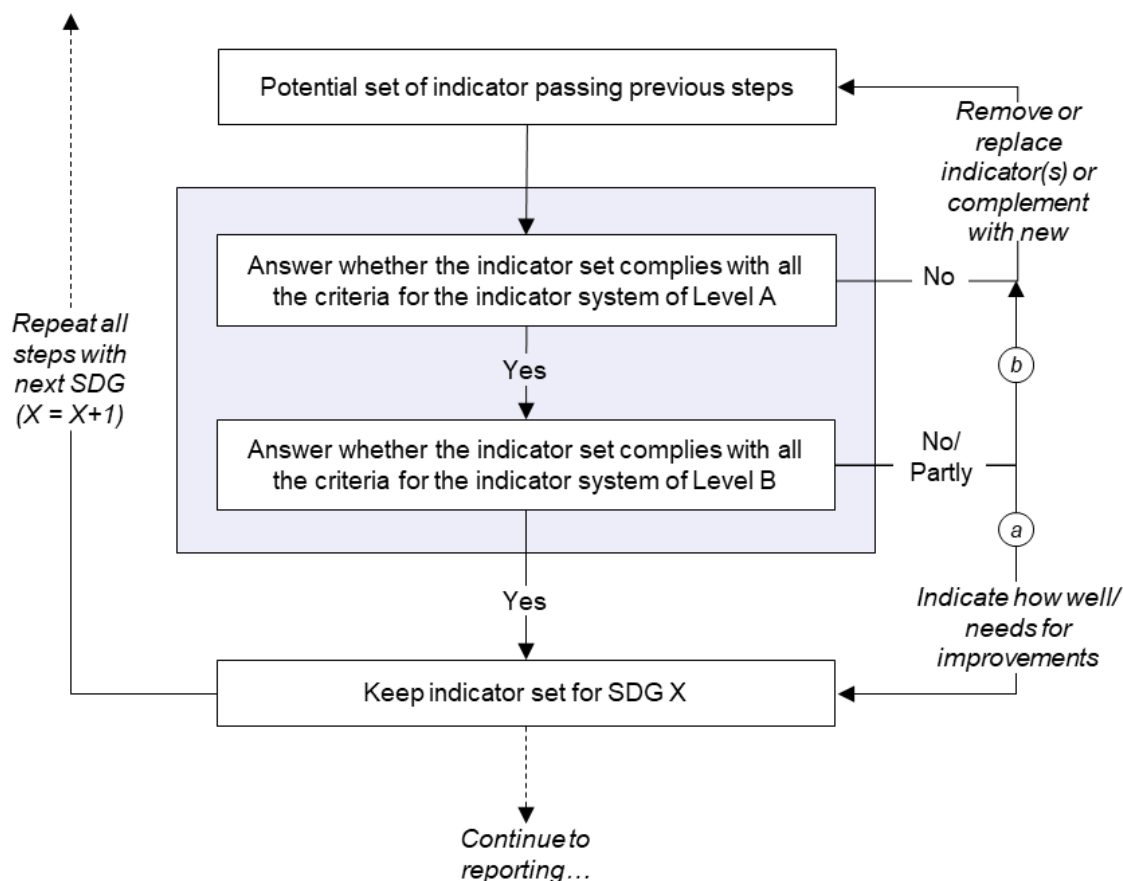 Potential set of indicator passing previous steps
Remove or
replace
indicator(s) or
complement
with new
Answer whether the indicator set complies with all
the criteria for the indicator system of Level A
No
Repeat all
steps with
next SDG
(X = X+1)
Yes
b
Answer whether the indicator set complies with all
the criteria for the indicator system of Level B
No/
Partly
a
Yes
Indicate how well/
needs for
improvements
Keep indicator set for SDG X
Continue to
reporting…